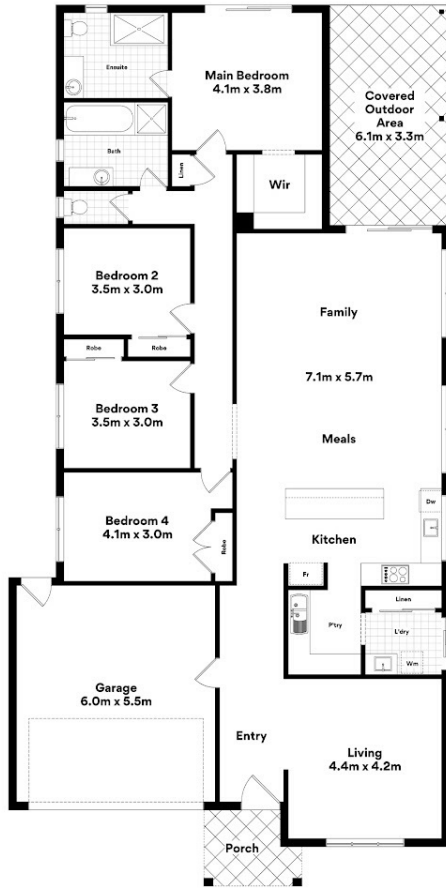 Ensuite
Main Bedroom
4.1m x 3.8m
Covered
Outdoor
Area
6.1m x 3.3m
Bath
Linen
Wir
Bedroom 2
3.5m x 3.0m
Family
Robe
Robe
7.1m x 5.7m
Bedroom 3
3.5m x 3.0m
Meals
Dw
Bedroom 4
4.1m x 3.0m
Robe
Kitchen
Fr
Linen
P'try
L'dry
Wm
Garage
6.0m x 5.5m
Entry
Living
4.4m x 4.2m
Porch